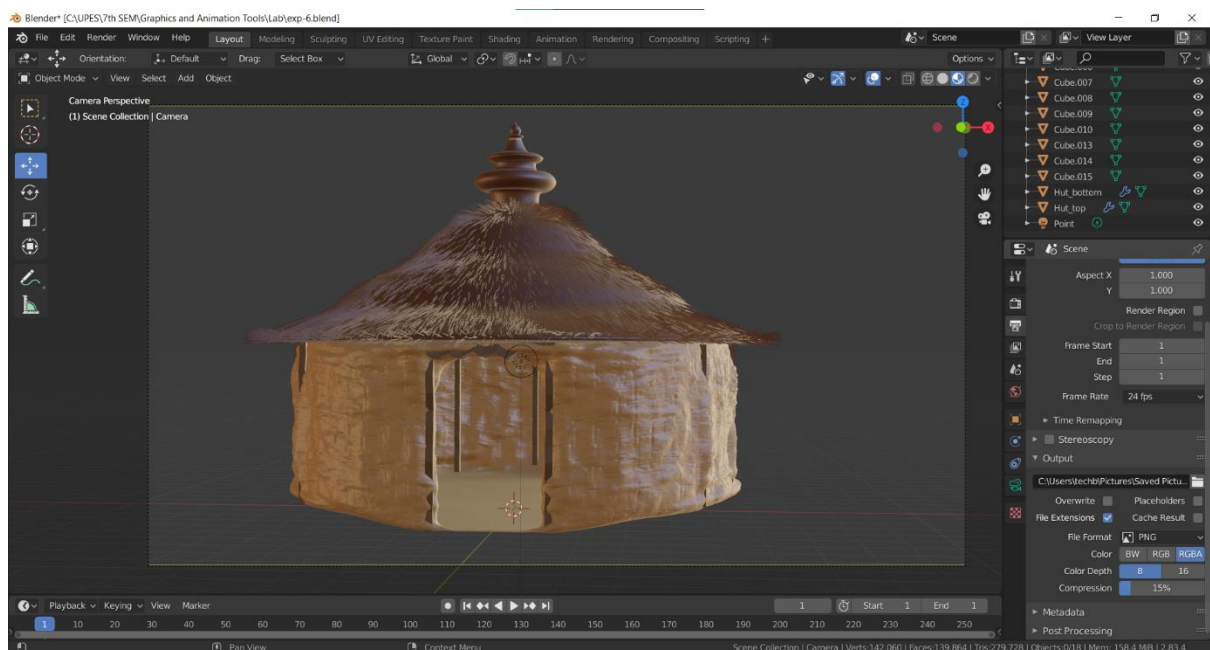 Blender* [C:\UPES\7th SEM\Graphics and Animation Tools\Lab\exp-6.blend]
File Edit Render Window Help Layout Modeling Sculpting UV Editing Texture Paint Shading Animation Rendering Compositing Scripting + Scene View Layer
Orientation: Default Drag: Select Box Global Options
Object Mode View Select Add Object
Camera Perspective
(1) Scene Collection | Camera
Z
X
Cube.007
Cube.008
Cube.009
Cube.010
Cube.013
Cube.014
Cube.015
Hut_bottom
Hut_top
Point
Scene
Aspect X 1.000
Y 1.000
Render Region
Crop to Render Region
Frame Start 1
End 1
Step 1
Frame Rate 24 fps
Time Remapping
Stereoscopy
Output
C:\Users\techb\Pictures\Saved Pictu...
Overwrite Placeholders
File Extensions Cache Result
File Format PNG
Color BW RGB RGBA
Color Depth 8 16
Compression 15%
Metadata
Post Processing
Playback Keying View Marker 1 Start 1 End 1
1 10 20 30 40 50 60 70 80 90 100 110 120 130 140 150 160 170 180 190 200 210 220 230 240 250
Pan View Context Menu Scene Collection | Camera | Verts:142,060 | Faces:139,864 | Tris:279,728 | Objects:0/18 | Mem: 158.4 MiB | 2.83.4